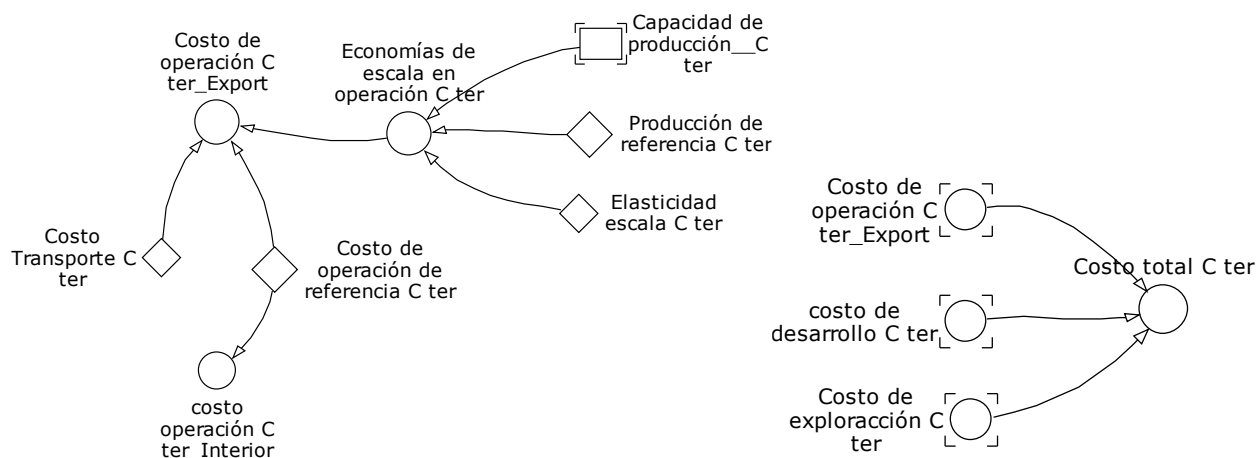 Costo de
operación C
ter_Export
Economías de
escala en
operación C ter
Capacidad de
producción__C
ter
Producción de
referencia C ter
Elasticidad
escala C ter
Costo
Transporte C
ter
Costo de
operación de
referencia C ter
costo
operación C
ter_Interior
Costo de
operación C
ter_Export
costo de
desarrollo C ter
Costo de
exploracción C
ter
Costo total C ter